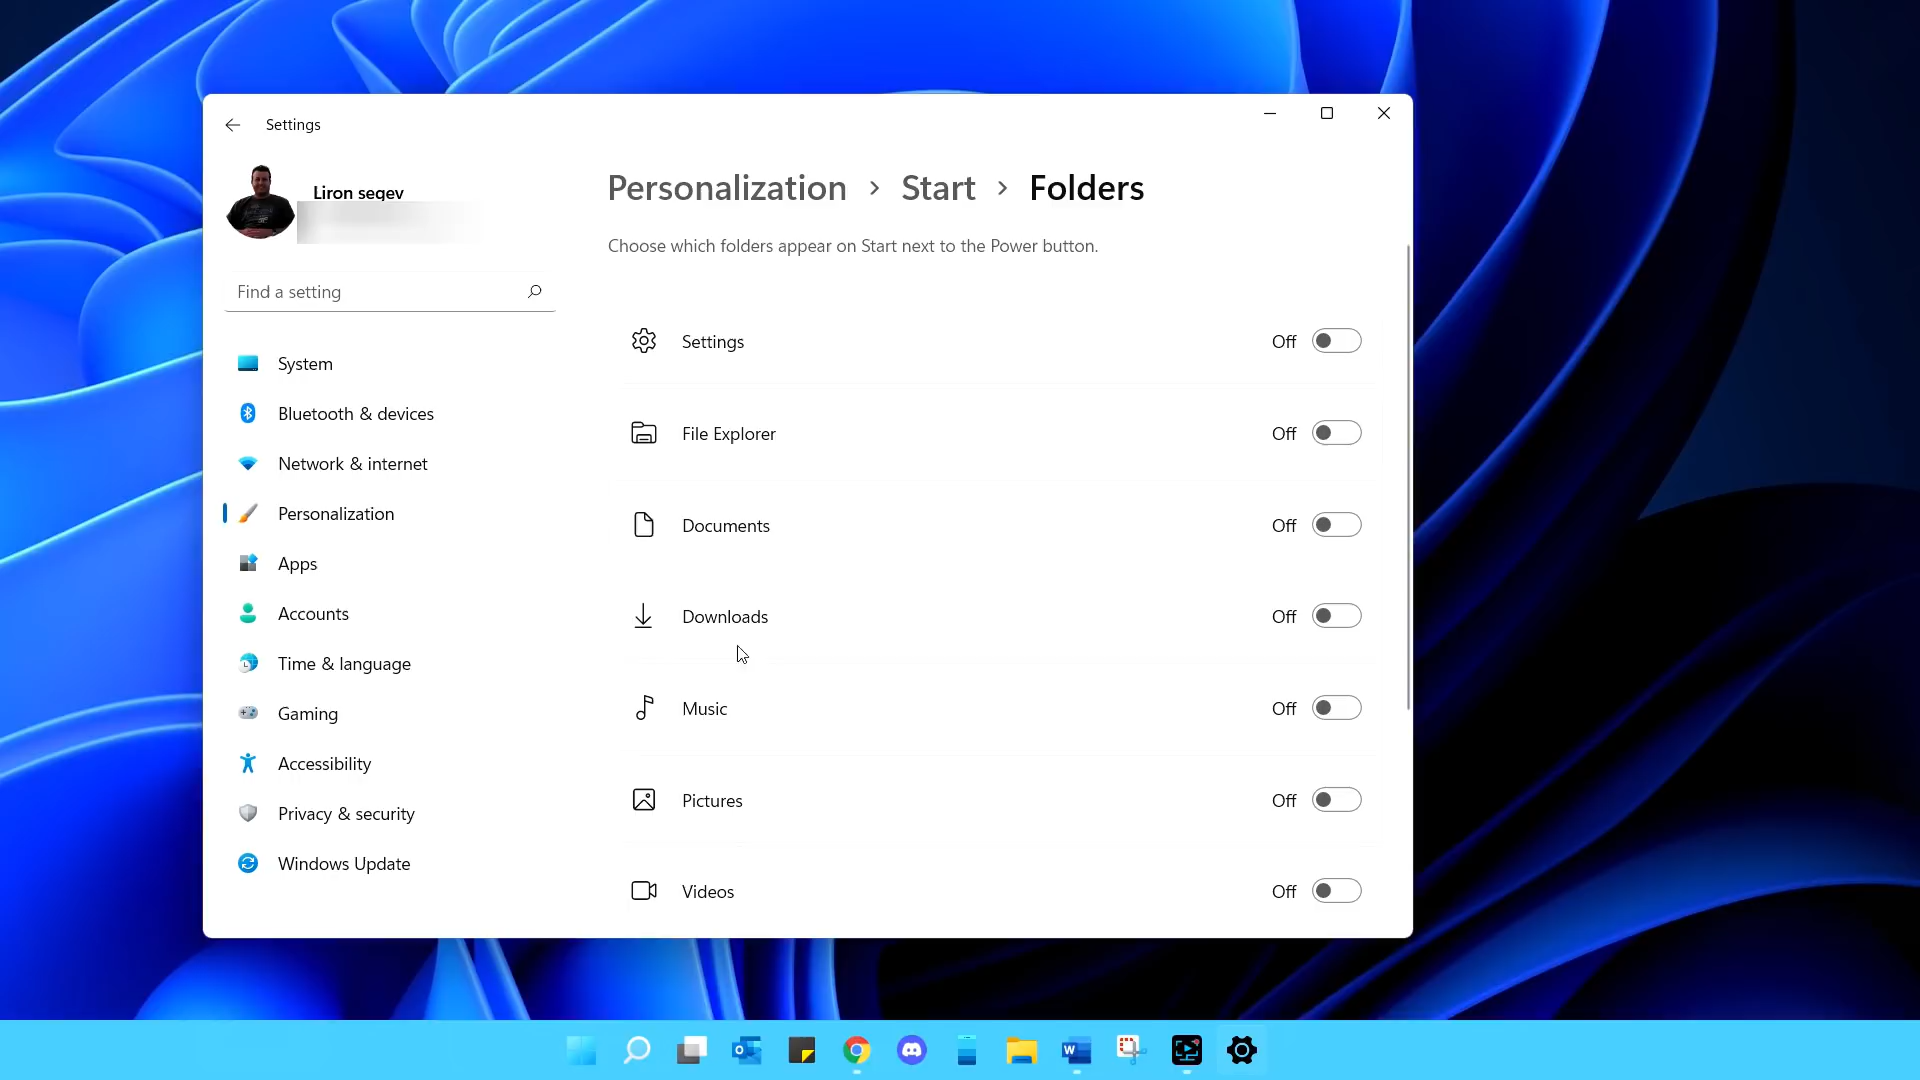 Settings
Liron segev
Find a setting
System
Bluetooth & devices
Network & internet
Personalization
Apps
Accounts
Time & language
Gaming
Accessibility
Privacy & security
Windows Update
Personalization › Start › Folders
Choose which folders appear on Start next to the Power button.
Settings Off
File Explorer Off
Documents Off
Downloads Off
Music Off
Pictures Off
Videos Off